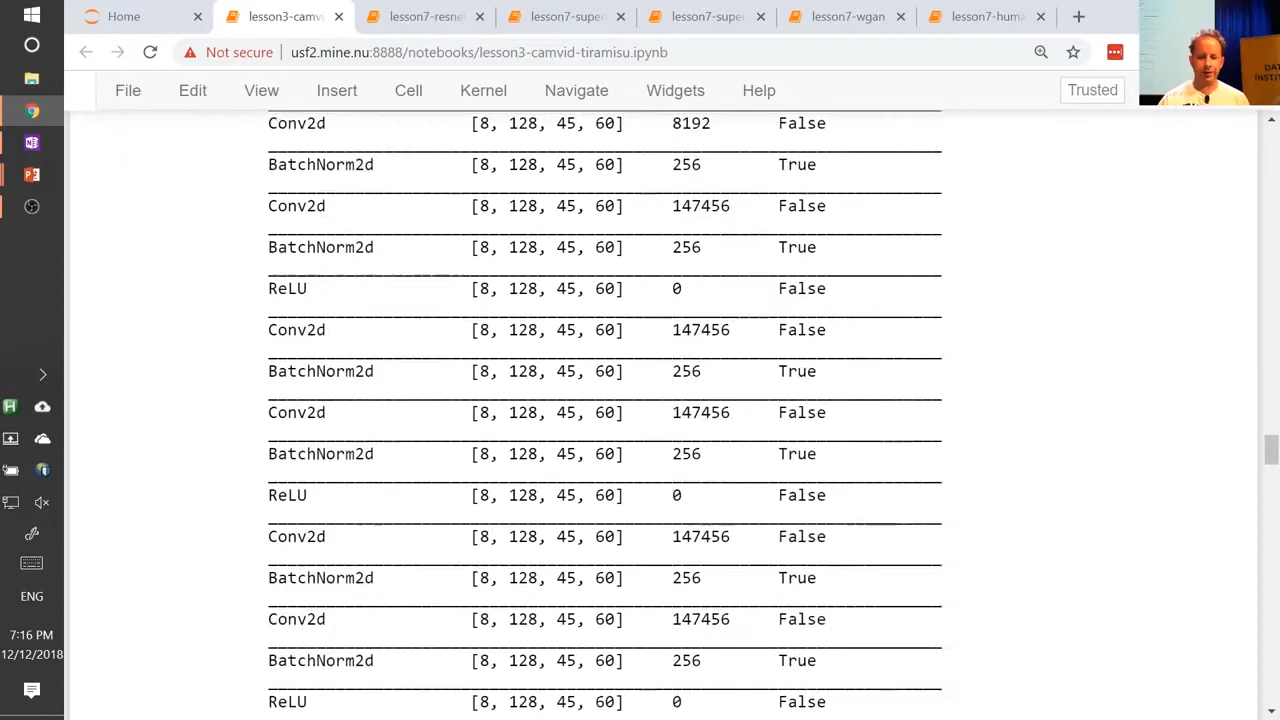 Home
lesson3-camvi
lesson7-resne
lesson7-super
lesson7-super
lesson7-wgan
lesson7-huma
Not secure usf2.mine.nu:8888/notebooks/lesson3-camvid-tiramisu.ipynb
File Edit View Insert Cell Kernel Navigate Widgets Help Trusted
DAT
INSTIT
Conv2d [8, 128, 45, 60] 8192 False
BatchNorm2d [8, 128, 45, 60] 256 True
Conv2d [8, 128, 45, 60] 147456 False
BatchNorm2d [8, 128, 45, 60] 256 True
ReLU [8, 128, 45, 60] 0 False
Conv2d [8, 128, 45, 60] 147456 False
BatchNorm2d [8, 128, 45, 60] 256 True
Conv2d [8, 128, 45, 60] 147456 False
BatchNorm2d [8, 128, 45, 60] 256 True
ReLU [8, 128, 45, 60] 0 False
Conv2d [8, 128, 45, 60] 147456 False
BatchNorm2d [8, 128, 45, 60] 256 True
Conv2d [8, 128, 45, 60] 147456 False
BatchNorm2d [8, 128, 45, 60] 256 True
ReLU [8, 128, 45, 60] 0 False
ENG
7:16 PM
12/12/2018